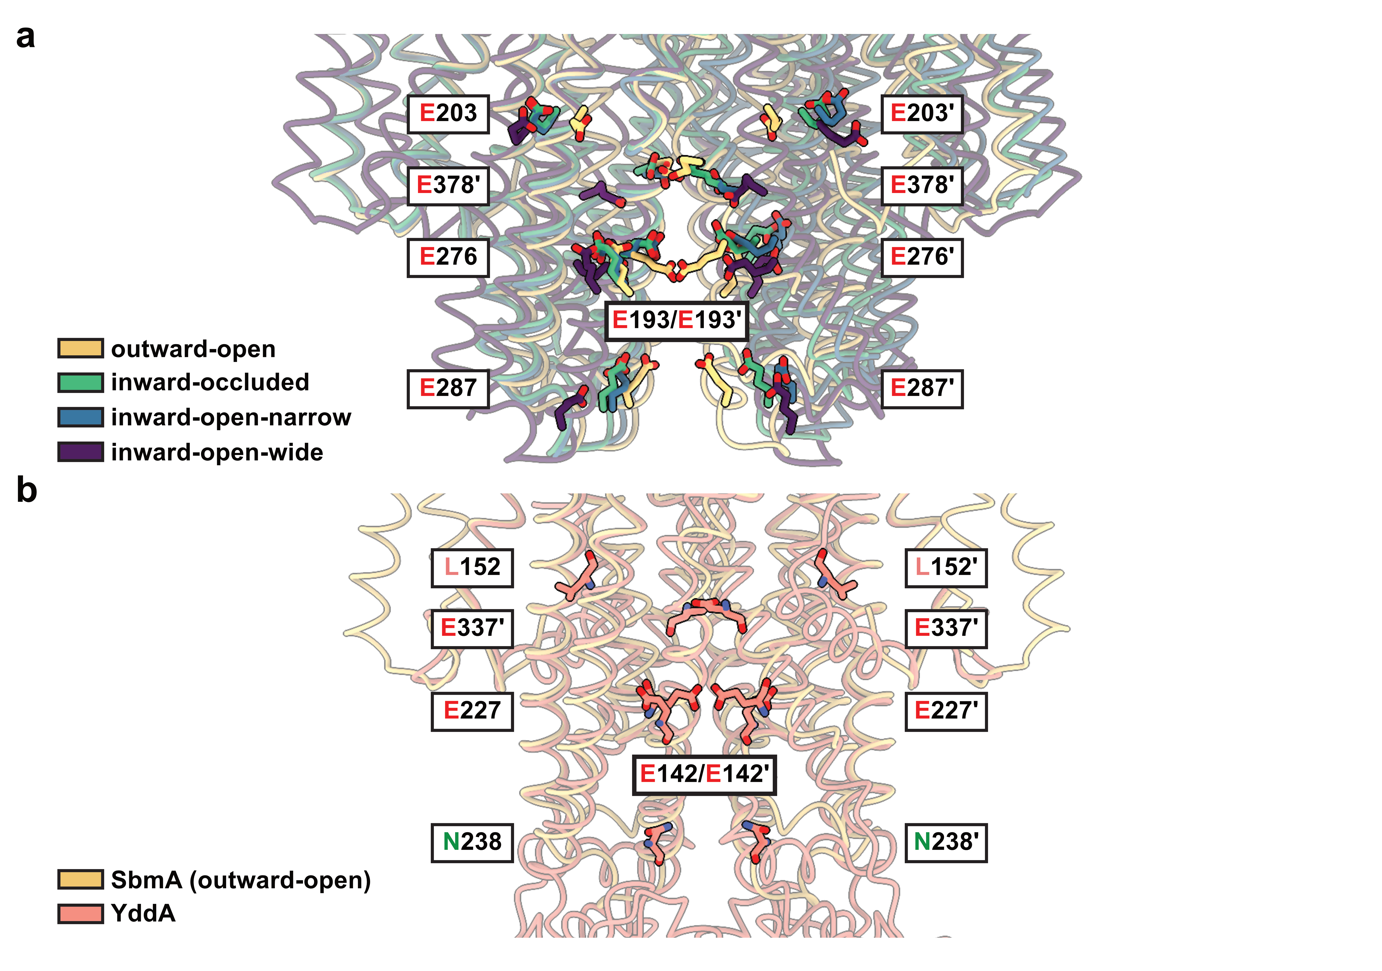 a
E203
E203'
E378'
E378'
E276
E276'
E193/E193'
E287
E287'
outward-open
inward-occluded
inward-open-narrow
inward-open-wide
b
L152
L152'
E337'
E337'
E227
E227'
E142/E142'
N238
N238'
SbmA (outward-open)
YddA